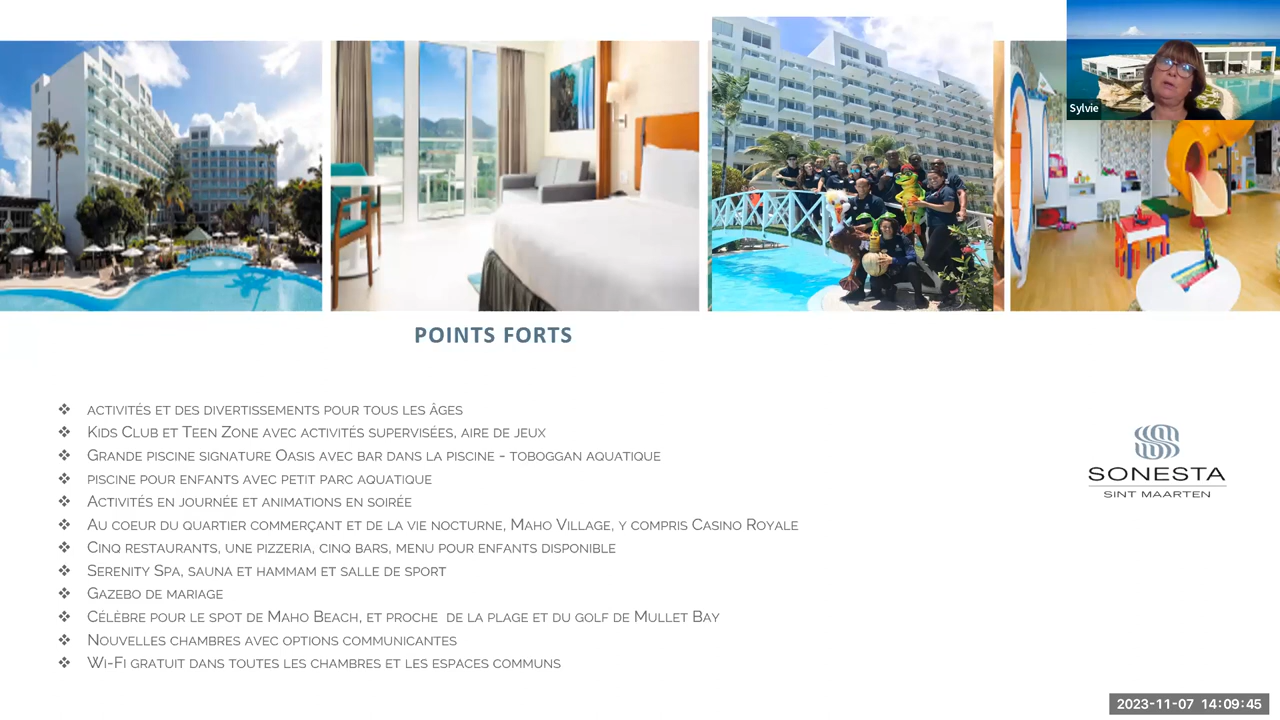 Sylvie
POINTS FORTS
❖ ACTIVITÉS ET DES DIVERTISSEMENTS POUR TOUS LES ÂGES
❖ KIDS CLUB ET TEEN ZONE AVEC ACTIVITÉS SUPERVISÉES, AIRE DE JEUX
❖ GRANDE PISCINE SIGNATURE OASIS AVEC BAR DANS LA PISCINE - TOBOGGAN AQUATIQUE
❖ PISCINE POUR ENFANTS AVEC PETIT PARC AQUATIQUE
❖ ACTIVITÉS EN JOURNÉE ET ANIMATIONS EN SOIRÉE
❖ AU COEUR DU QUARTIER COMMERÇANT ET DE LA VIE NOCTURNE, MAHO VILLAGE, Y COMPRIS CASINO ROYALE
❖ CINQ RESTAURANTS, UNE PIZZERIA, CINQ BARS, MENU POUR ENFANTS DISPONIBLE
❖ SERENITY SPA, SAUNA ET HAMMAM ET SALLE DE SPORT
❖ GAZEBO DE MARIAGE
❖ CÉLÈBRE POUR LE SPOT DE MAHO BEACH, ET PROCHE DE LA PLAGE ET DU GOLF DE MULLET BAY
❖ NOUVELLES CHAMBRES AVEC OPTIONS COMMUNICANTES
❖ WI-FI GRATUIT DANS TOUTES LES CHAMBRES ET LES ESPACES COMMUNS
SONESTA
SINT MAARTEN
2023-11-07 14:09:45